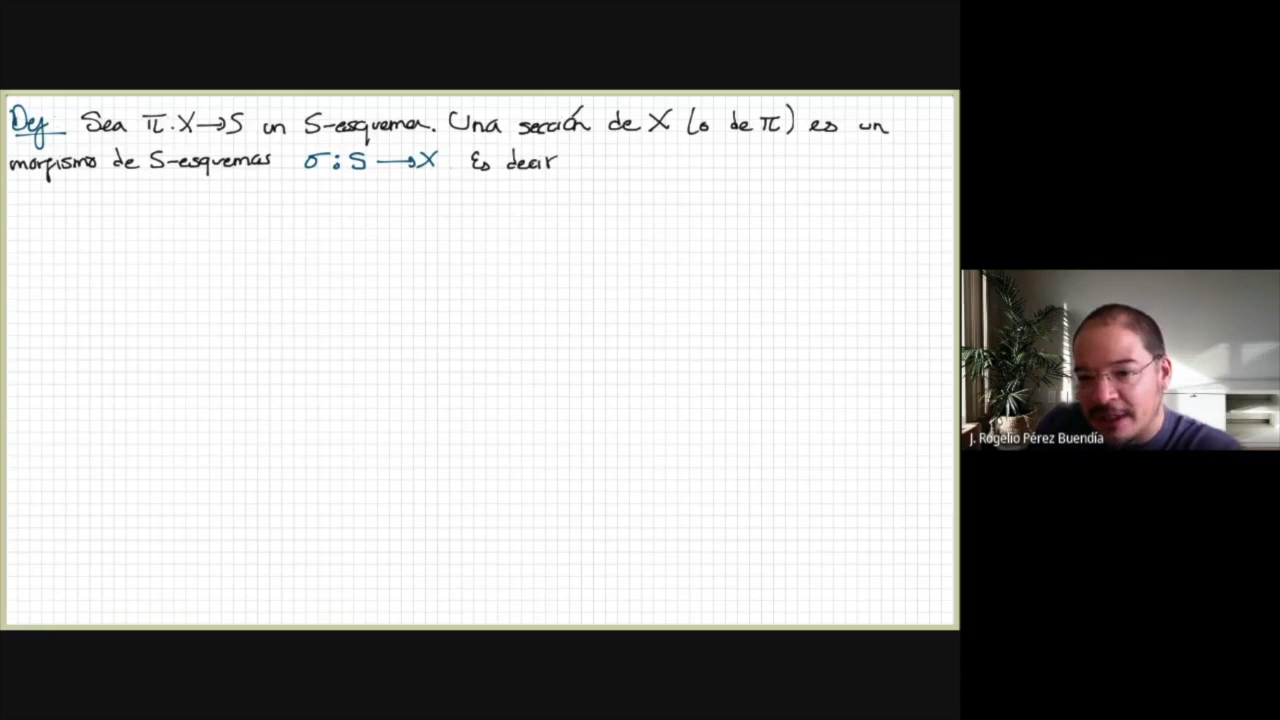 Def Sea π: X→S un S-esquema. Una sección de X (o de π) es un
morfismo de S-esquemas σ: S→X Es decir
J. Rogelio Pérez Buendía